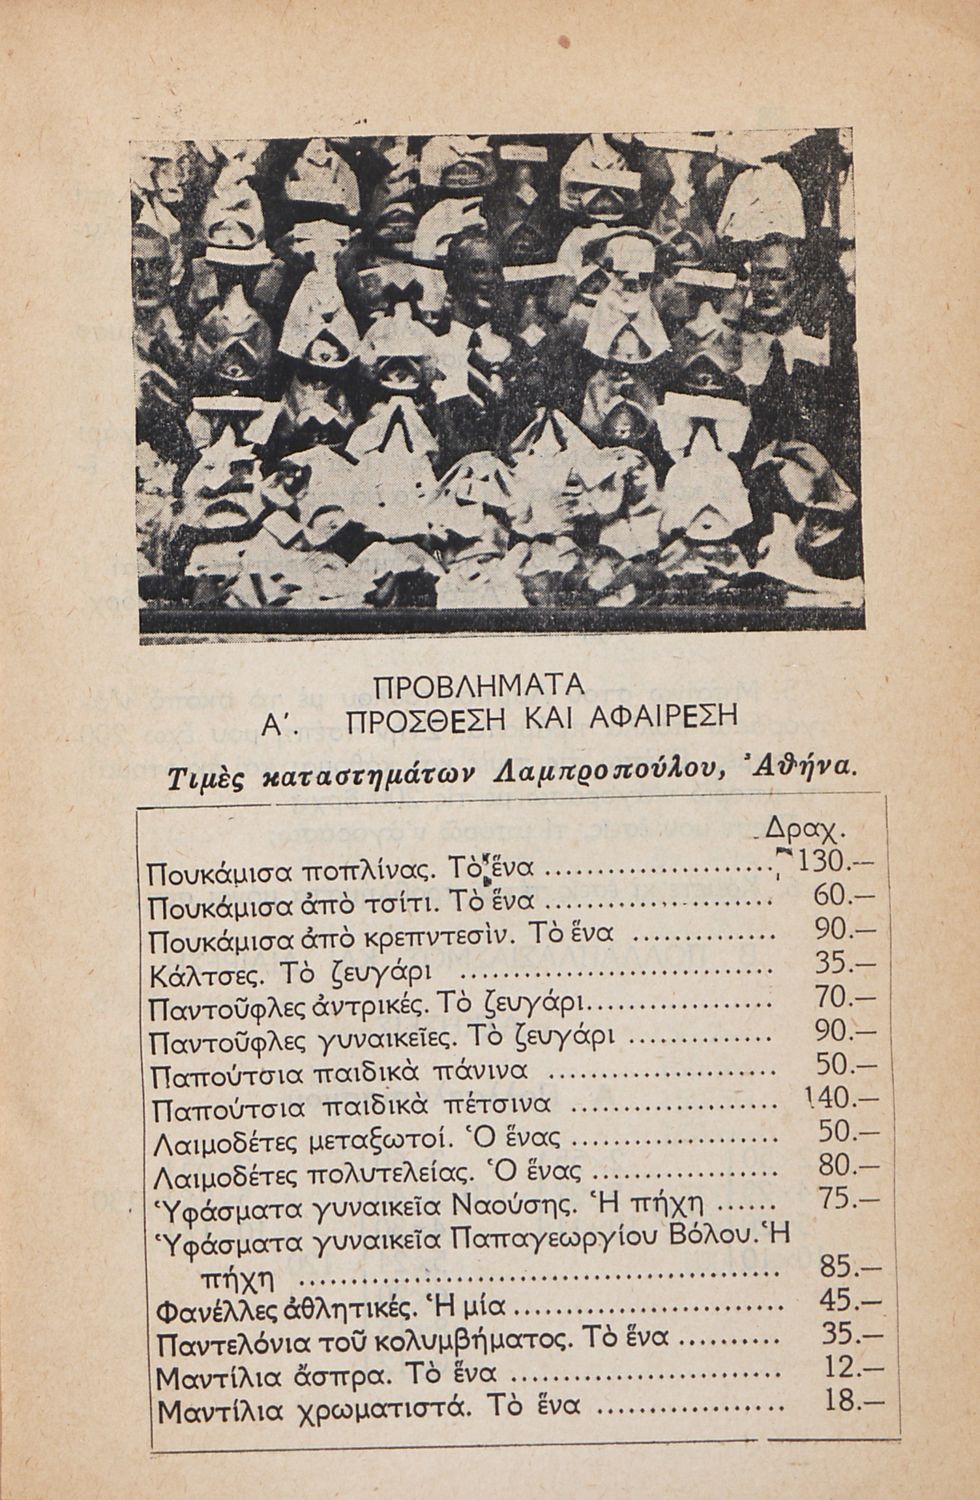 ΠΡΟΒΛΗΜΑΤΑ
Α΄. ΠΡΟΣΘΕΣΗ ΚΑΙ ΑΦΑΙΡΕΣΗ
Τιμὲς καταστημάτων Λαμπροπούλου, Ἀθήνα.
Δραχ.
Πουκάμισα ποπλίνας. Τὸ ἕνα ...................... 130.—
Πουκάμισα ἀπὸ τσίτι. Τὸ ἕνα ...................... 60.—
Πουκάμισα ἀπὸ κρεπντεσὶν. Τὸ ἕνα .............. 90.—
Κάλτσες. Τὸ ζευγάρι .............................. 35.—
Παντοῦφλες ἀντρικές. Τὸ ζευγάρι.................. 70.—
Παντοῦφλες γυναικεῖες. Τὸ ζευγάρι .............. 90.—
Παπούτσια παιδικὰ πάνινα ...................... 50.—
Παπούτσια παιδικὰ πέτσινα .................... 140.—
Λαιμοδέτες μεταξωτοί. Ὁ ἕνας .................... 50.—
Λαιμοδέτες πολυτελείας. Ὁ ἕνας .................. 80.—
Ὑφάσματα γυναικεῖα Ναούσης. Ἡ πήχη ...... 75.—
Ὑφάσματα γυναικεῖα Παπαγεωργίου Βόλου. Ἡ
πήχη .............................................. 85.—
Φανέλλες ἀθλητικές. Ἡ μία .......................... 45.—
Παντελόνια τοῦ κολυμβήματος. Τὸ ἕνα .......... 35.—
Μαντίλια ἄσπρα. Τὸ ἕνα .......................... 12.—
Μαντίλια χρωματιστά. Τὸ ἕνα .................. 18.—